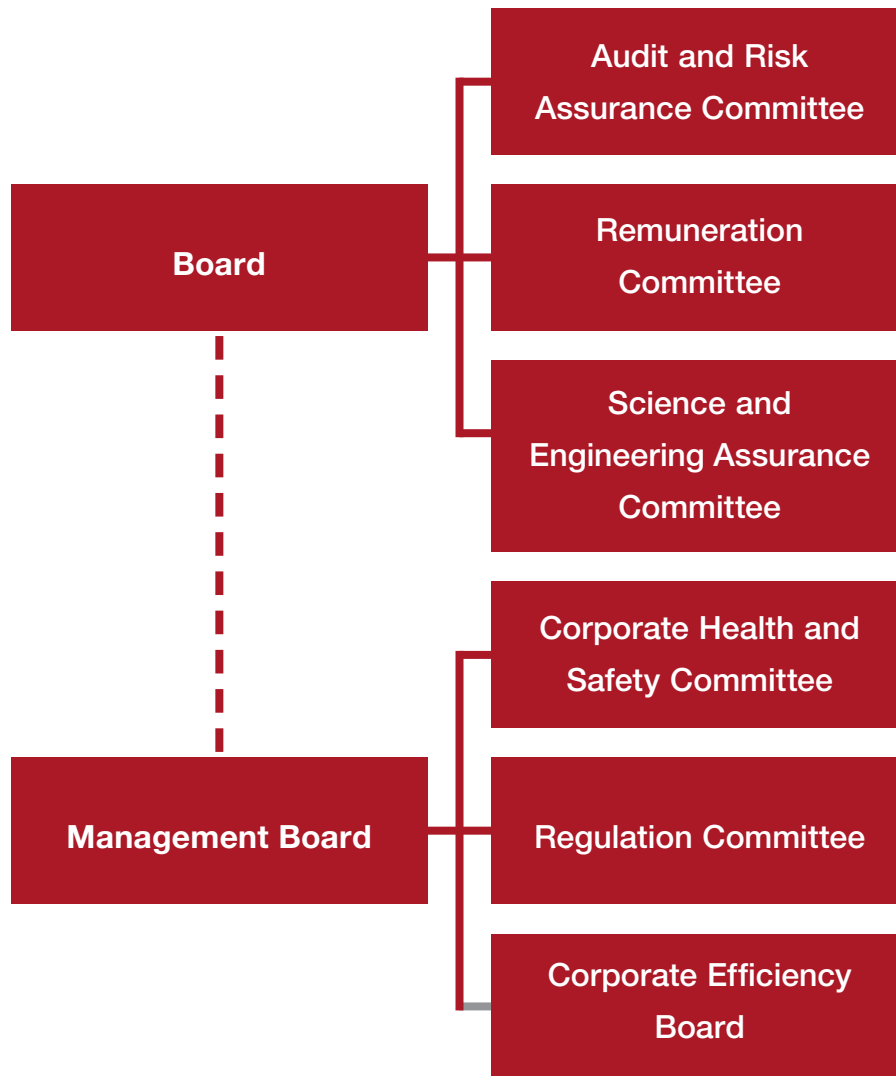 Audit and Risk
Assurance Committee
Board
Remuneration
Committee
Science and
Engineering Assurance
Committee
Corporate Health and
Safety Committee
Management Board
Regulation Committee
Corporate Efficiency
Board